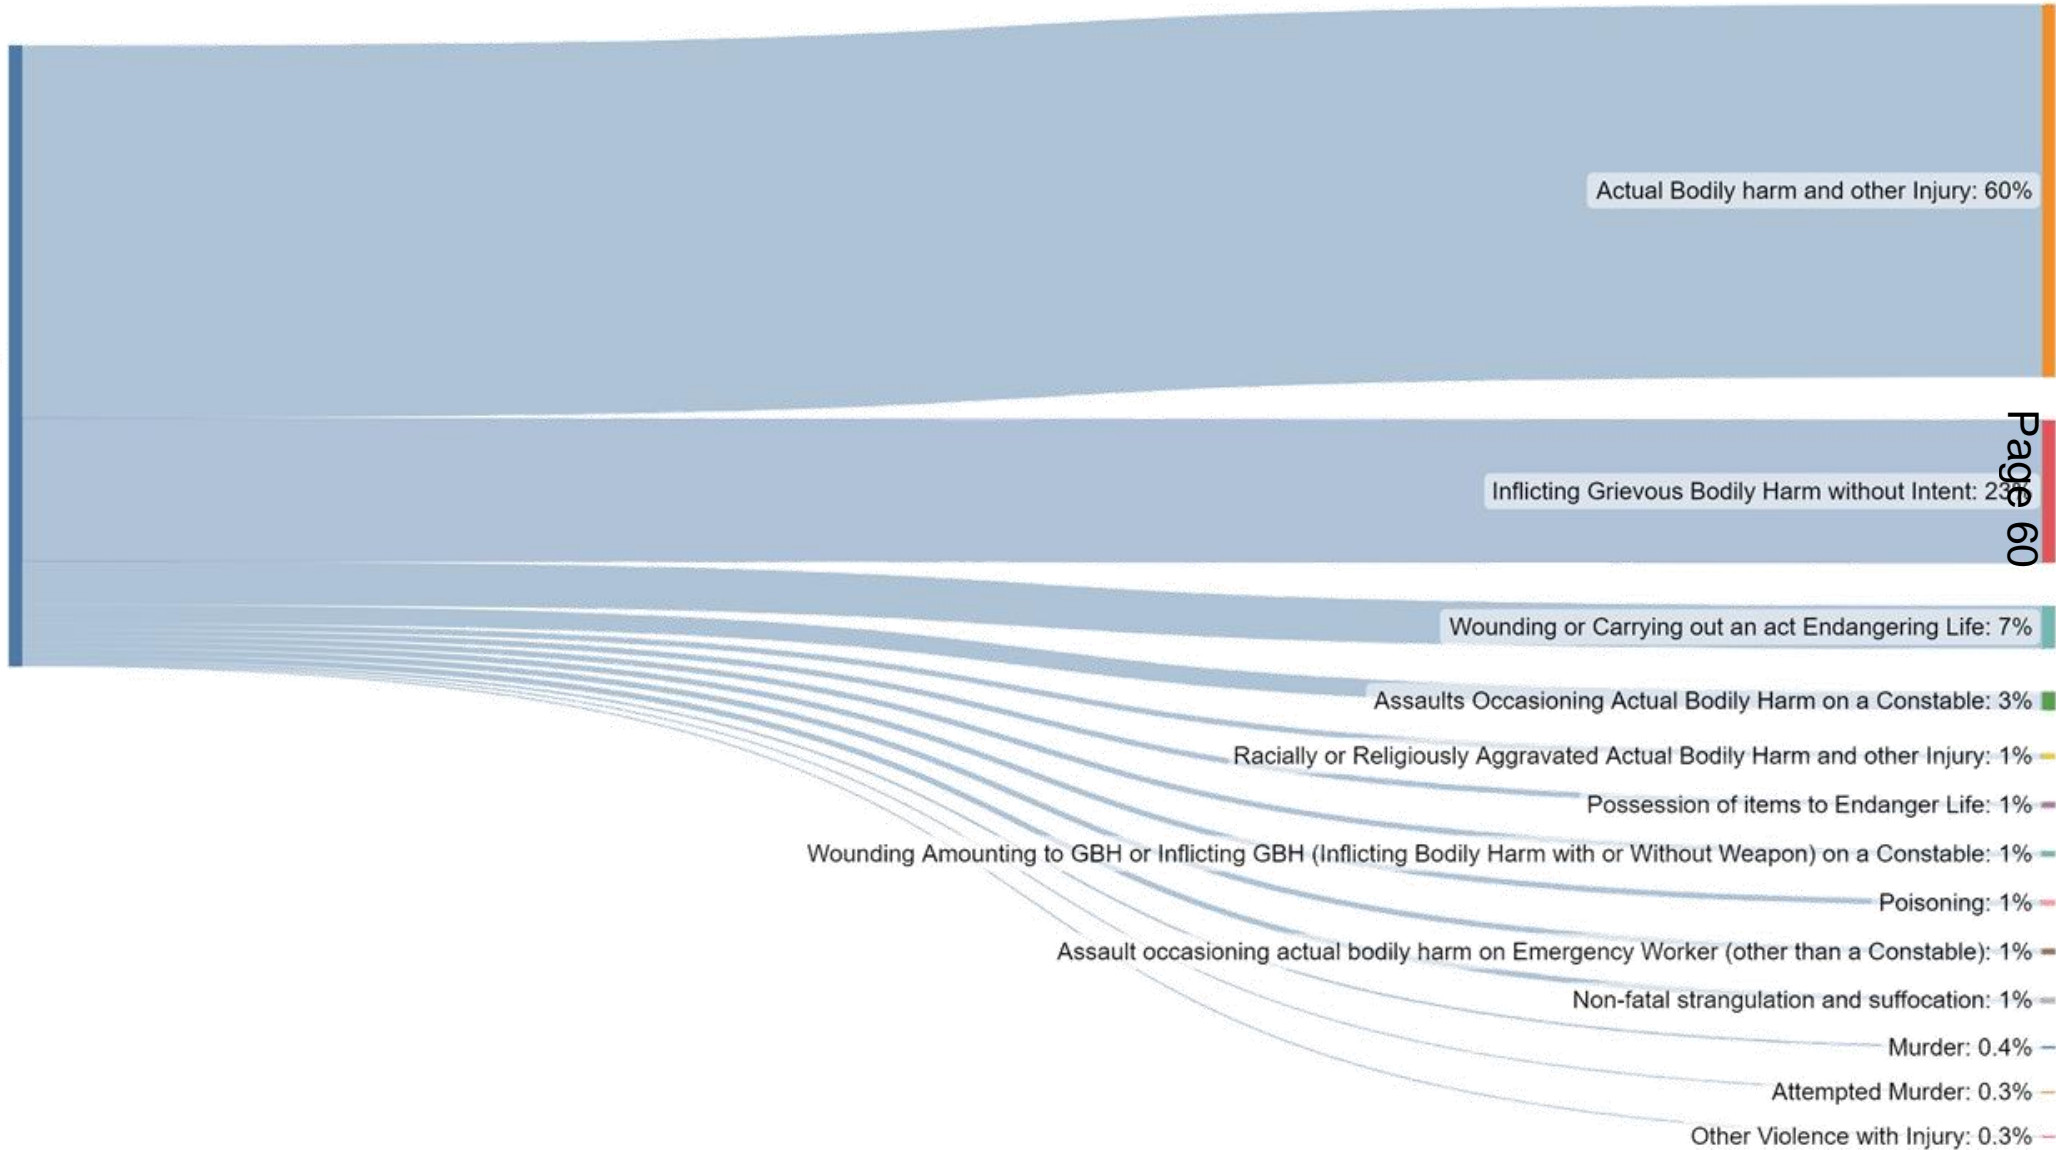 Actual Bodily harm and other Injury: 60%
Inflicting Grievous Bodily Harm without Intent: 23%
Page 60
Wounding or Carrying out an act Endangering Life: 7%
Assaults Occasioning Actual Bodily Harm on a Constable: 3%
Racially or Religiously Aggravated Actual Bodily Harm and other Injury: 1%
Possession of items to Endanger Life: 1%
Wounding Amounting to GBH or Inflicting GBH (Inflicting Bodily Harm with or Without Weapon) on a Constable: 1%
Poisoning: 1%
Assault occasioning actual bodily harm on Emergency Worker (other than a Constable): 1%
Non-fatal strangulation and suffocation: 1%
Murder: 0.4%
Attempted Murder: 0.3%
Other Violence with Injury: 0.3%